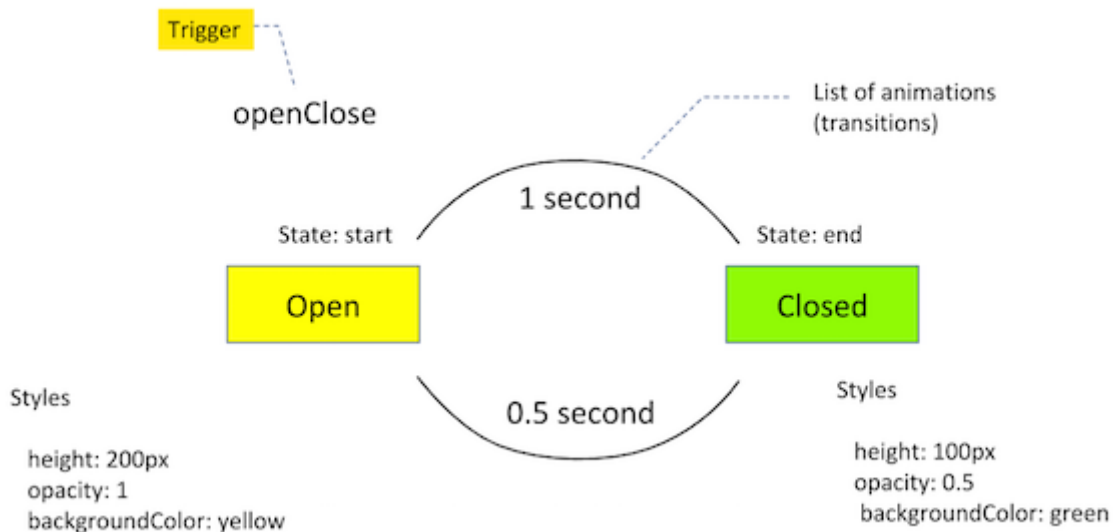 Trigger
openClose
List of animations
(transitions)
1 second
State: start
State: end
Open
Closed
0.5 second
Styles
height: 200px
opacity: 1
backgroundColor: yellow
Styles
height: 100px
opacity: 0.5
backgroundColor: green